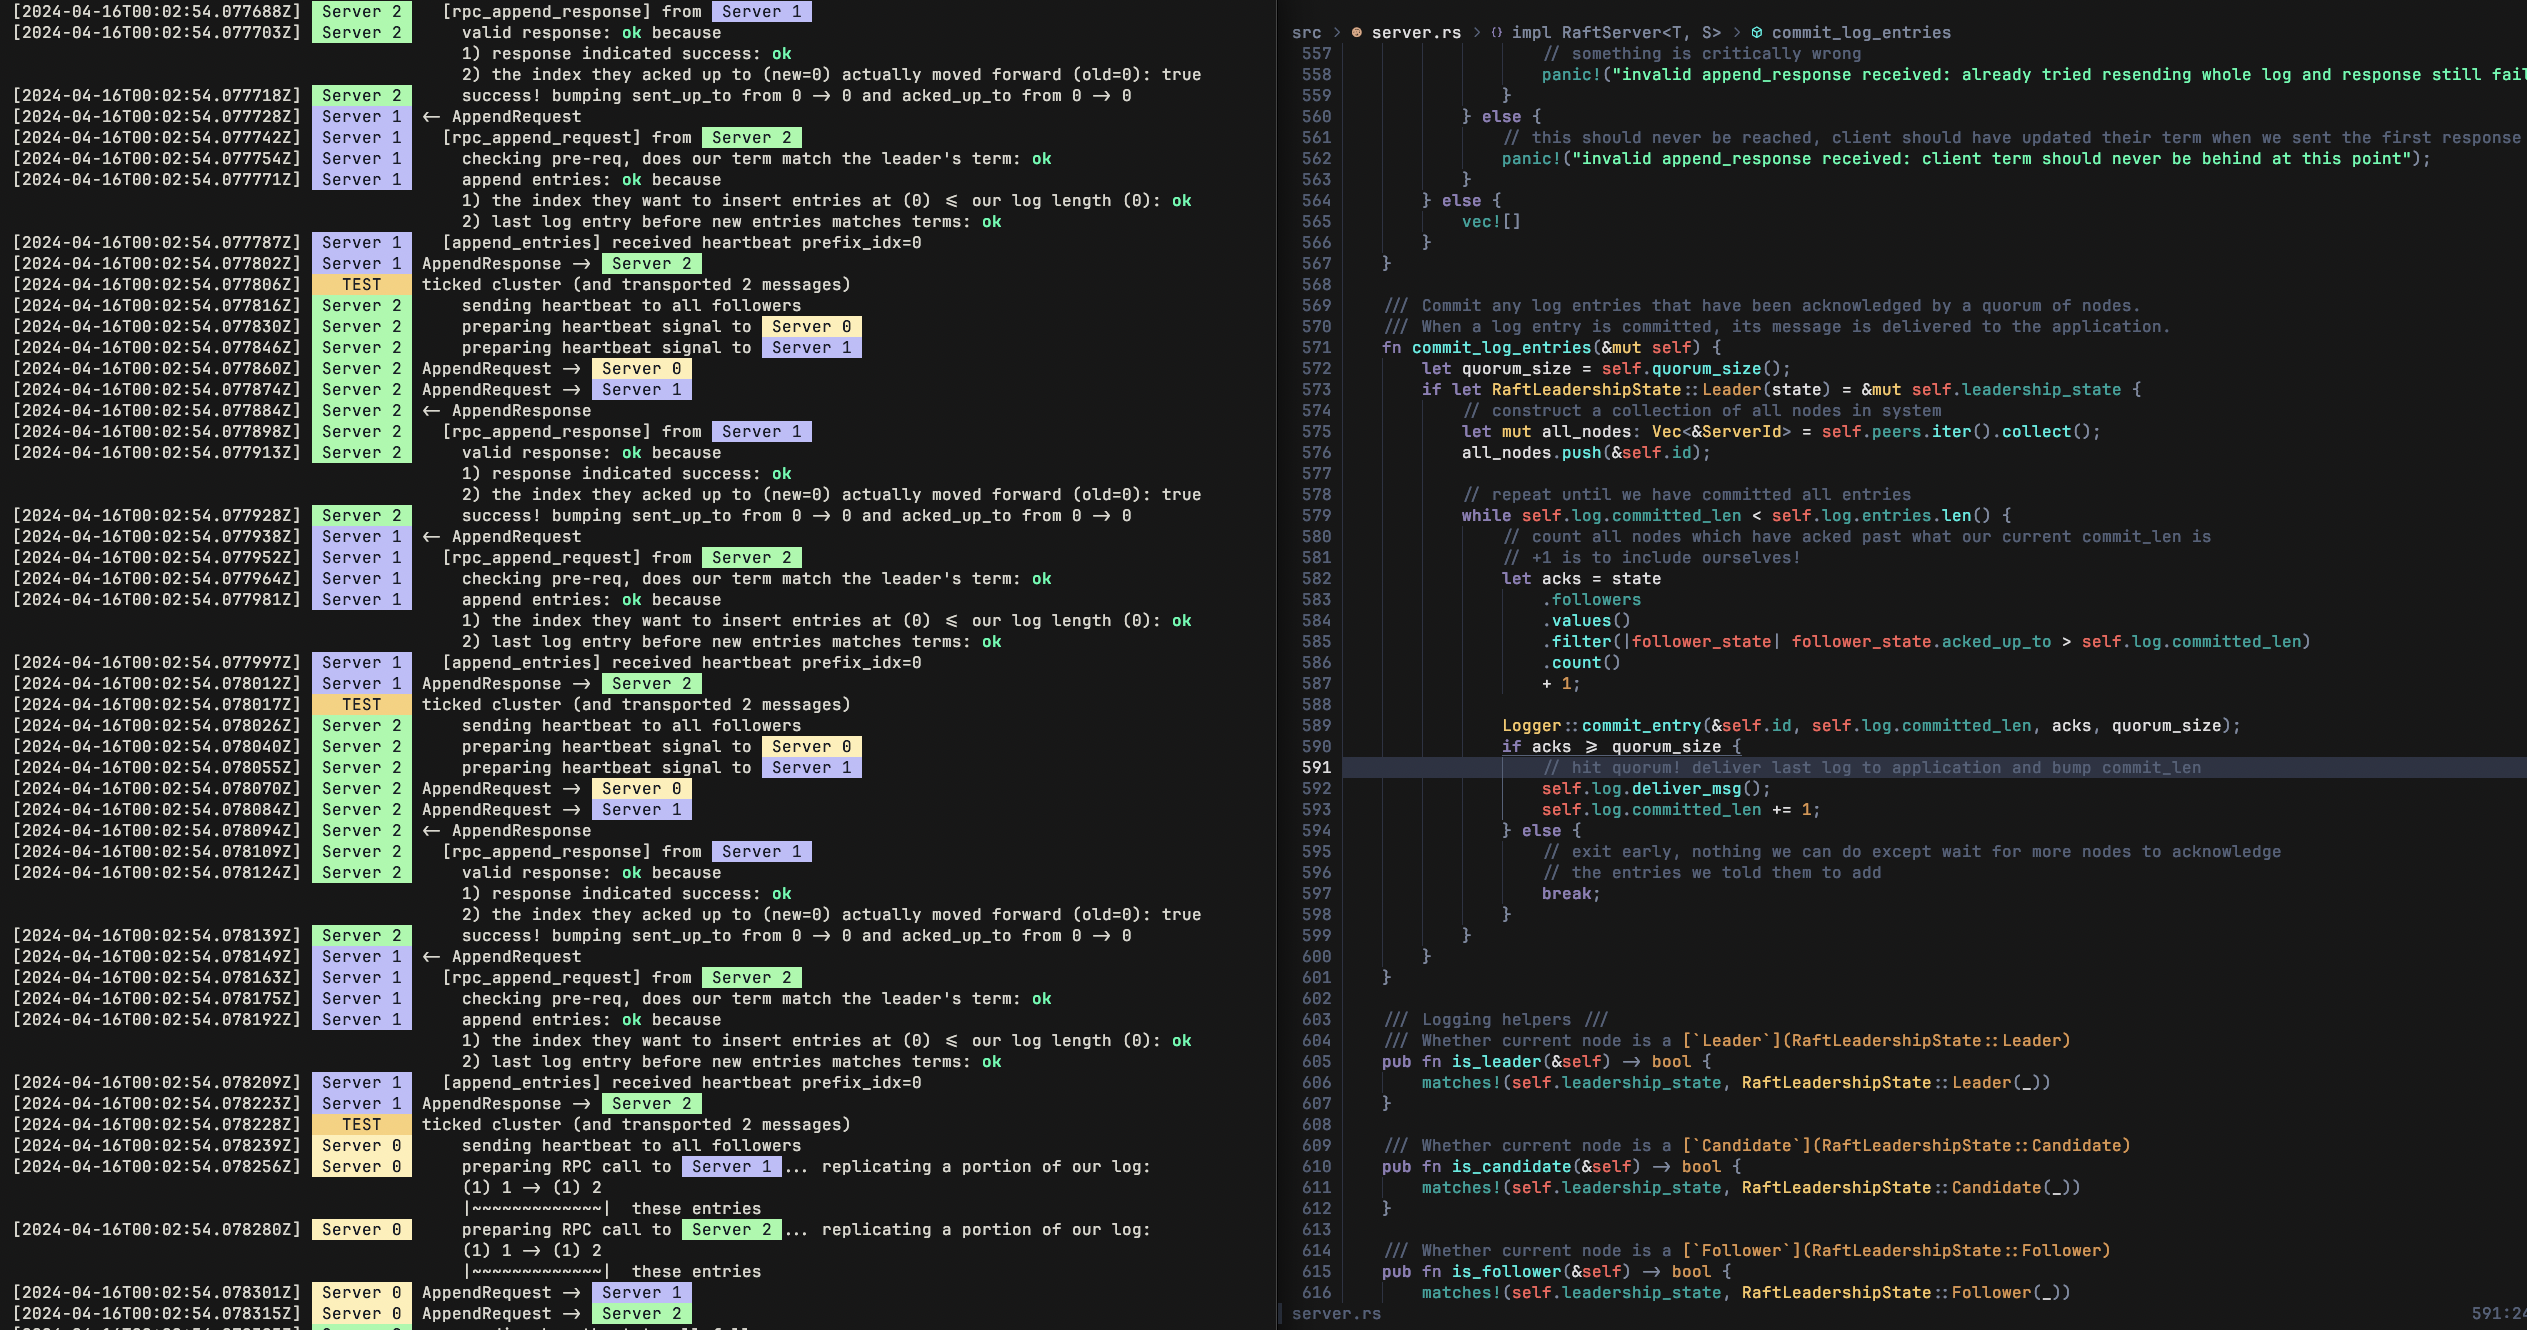 [2024-04-16T00:02:54.077688Z] Server 2 [rpc_append_response] from Server 1
[2024-04-16T00:02:54.077703Z] Server 2 valid response: ok because
1) response indicated success: ok
2) the index they acked up to (new=0) actually moved forward (old=0): true
[2024-04-16T00:02:54.077718Z] Server 2 success! bumping sent_up_to from 0 -> 0 and acked_up_to from 0 -> 0
[2024-04-16T00:02:54.077728Z] Server 1 <- AppendRequest
[2024-04-16T00:02:54.077742Z] Server 1 [rpc_append_request] from Server 2
[2024-04-16T00:02:54.077754Z] Server 1 checking pre-req, does our term match the leader's term: ok
[2024-04-16T00:02:54.077771Z] Server 1 append entries: ok because
1) the index they want to insert entries at (0) <= our log length (0): ok
2) last log entry before new entries matches terms: ok
[2024-04-16T00:02:54.077787Z] Server 1 [append_entries] received heartbeat prefix_idx=0
[2024-04-16T00:02:54.077802Z] Server 1 AppendResponse -> Server 2
[2024-04-16T00:02:54.077806Z] TEST ticked cluster (and transported 2 messages)
[2024-04-16T00:02:54.077816Z] Server 2 sending heartbeat to all followers
[2024-04-16T00:02:54.077830Z] Server 2 preparing heartbeat signal to Server 0
[2024-04-16T00:02:54.077846Z] Server 2 preparing heartbeat signal to Server 1
[2024-04-16T00:02:54.077860Z] Server 2 AppendRequest -> Server 0
[2024-04-16T00:02:54.077874Z] Server 2 AppendRequest -> Server 1
[2024-04-16T00:02:54.077884Z] Server 2 <- AppendResponse
[2024-04-16T00:02:54.077898Z] Server 2 [rpc_append_response] from Server 1
[2024-04-16T00:02:54.077913Z] Server 2 valid response: ok because
1) response indicated success: ok
2) the index they acked up to (new=0) actually moved forward (old=0): true
[2024-04-16T00:02:54.077928Z] Server 2 success! bumping sent_up_to from 0 -> 0 and acked_up_to from 0 -> 0
[2024-04-16T00:02:54.077938Z] Server 1 <- AppendRequest
[2024-04-16T00:02:54.077952Z] Server 1 [rpc_append_request] from Server 2
[2024-04-16T00:02:54.077964Z] Server 1 checking pre-req, does our term match the leader's term: ok
[2024-04-16T00:02:54.077981Z] Server 1 append entries: ok because
1) the index they want to insert entries at (0) <= our log length (0): ok
2) last log entry before new entries matches terms: ok
[2024-04-16T00:02:54.077997Z] Server 1 [append_entries] received heartbeat prefix_idx=0
[2024-04-16T00:02:54.078012Z] Server 1 AppendResponse -> Server 2
[2024-04-16T00:02:54.078017Z] TEST ticked cluster (and transported 2 messages)
[2024-04-16T00:02:54.078026Z] Server 2 sending heartbeat to all followers
[2024-04-16T00:02:54.078040Z] Server 2 preparing heartbeat signal to Server 0
[2024-04-16T00:02:54.078055Z] Server 2 preparing heartbeat signal to Server 1
[2024-04-16T00:02:54.078070Z] Server 2 AppendRequest -> Server 0
[2024-04-16T00:02:54.078084Z] Server 2 AppendRequest -> Server 1
[2024-04-16T00:02:54.078094Z] Server 2 <- AppendResponse
[2024-04-16T00:02:54.078109Z] Server 2 [rpc_append_response] from Server 1
[2024-04-16T00:02:54.078124Z] Server 2 valid response: ok because
1) response indicated success: ok
2) the index they acked up to (new=0) actually moved forward (old=0): true
[2024-04-16T00:02:54.078139Z] Server 2 success! bumping sent_up_to from 0 -> 0 and acked_up_to from 0 -> 0
[2024-04-16T00:02:54.078149Z] Server 1 <- AppendRequest
[2024-04-16T00:02:54.078163Z] Server 1 [rpc_append_request] from Server 2
[2024-04-16T00:02:54.078175Z] Server 1 checking pre-req, does our term match the leader's term: ok
[2024-04-16T00:02:54.078192Z] Server 1 append entries: ok because
1) the index they want to insert entries at (0) <= our log length (0): ok
2) last log entry before new entries matches terms: ok
[2024-04-16T00:02:54.078209Z] Server 1 [append_entries] received heartbeat prefix_idx=0
[2024-04-16T00:02:54.078223Z] Server 1 AppendResponse -> Server 2
[2024-04-16T00:02:54.078228Z] TEST ticked cluster (and transported 2 messages)
[2024-04-16T00:02:54.078239Z] Server 0 sending heartbeat to all followers
[2024-04-16T00:02:54.078256Z] Server 0 preparing RPC call to Server 1 ... replicating a portion of our log:
(1) 1 -> (1) 2
|~~~~~~~~~~~~~| these entries
[2024-04-16T00:02:54.078280Z] Server 0 preparing RPC call to Server 2 ... replicating a portion of our log:
(1) 1 -> (1) 2
|~~~~~~~~~~~~~| these entries
[2024-04-16T00:02:54.078301Z] Server 0 AppendRequest -> Server 1
[2024-04-16T00:02:54.078315Z] Server 0 AppendRequest -> Server 2
src > server.rs > {} impl RaftServer<T, S> > commit_log_entries
557 // something is critically wrong
558 panic!("invalid append_response received: already tried resending whole log and response still fail
559 }
560 } else {
561 // this should never be reached, client should have updated their term when we sent the first response
562 panic!("invalid append_response received: client term should never be behind at this point");
563 }
564 } else {
565 vec![]
566 }
567 }
568
569 /// Commit any log entries that have been acknowledged by a quorum of nodes.
570 /// When a log entry is committed, its message is delivered to the application.
571 fn commit_log_entries(&mut self) {
572 let quorum_size = self.quorum_size();
573 if let RaftLeadershipState::Leader(state) = &mut self.leadership_state {
574 // construct a collection of all nodes in system
575 let mut all_nodes: Vec<&ServerId> = self.peers.iter().collect();
576 all_nodes.push(&self.id);
577
578 // repeat until we have committed all entries
579 while self.log.committed_len < self.log.entries.len() {
580 // count all nodes which have acked past what our current commit_len is
581 // +1 is to include ourselves!
582 let acks = state
583 .followers
584 .values()
585 .filter(|follower_state| follower_state.acked_up_to > self.log.committed_len)
586 .count()
587 + 1;
588
589 Logger::commit_entry(&self.id, self.log.committed_len, acks, quorum_size);
590 if acks >= quorum_size {
591 // hit quorum! deliver last log to application and bump commit_len
592 self.log.deliver_msg();
593 self.log.committed_len += 1;
594 } else {
595 // exit early, nothing we can do except wait for more nodes to acknowledge
596 // the entries we told them to add
597 break;
598 }
599 }
600 }
601 }
602
603 /// Logging helpers ///
604 /// Whether current node is a [`Leader`](RaftLeadershipState::Leader)
605 pub fn is_leader(&self) -> bool {
606 matches!(self.leadership_state, RaftLeadershipState::Leader(_))
607 }
608
609 /// Whether current node is a [`Candidate`](RaftLeadershipState::Candidate)
610 pub fn is_candidate(&self) -> bool {
611 matches!(self.leadership_state, RaftLeadershipState::Candidate(_))
612 }
613
614 /// Whether current node is a [`Follower`](RaftLeadershipState::Follower)
615 pub fn is_follower(&self) -> bool {
616 matches!(self.leadership_state, RaftLeadershipState::Follower(_))
server.rs 591:24